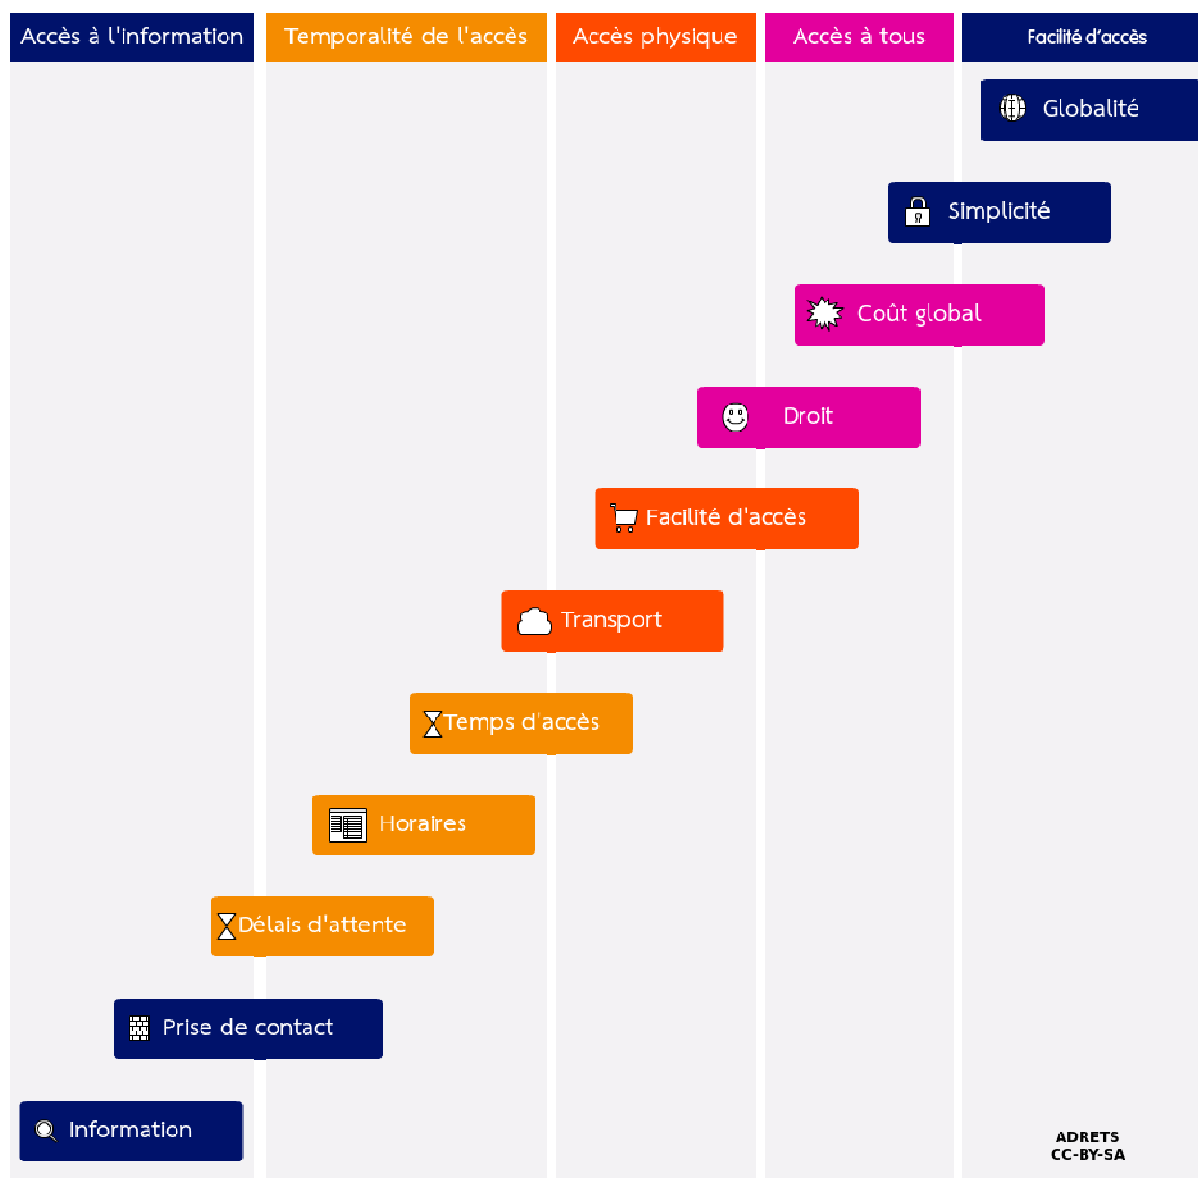 Accès à l'information
Temporalité de l'accès
Accès physique
Accès à tous
Facilité d'accès
Globalité
Simplicité
Coût global
Droit
Facilité d'accès
Transport
Temps d'accès
Horaires
Délais d'attente
Prise de contact
Information
ADRETS
CC-BY-SA